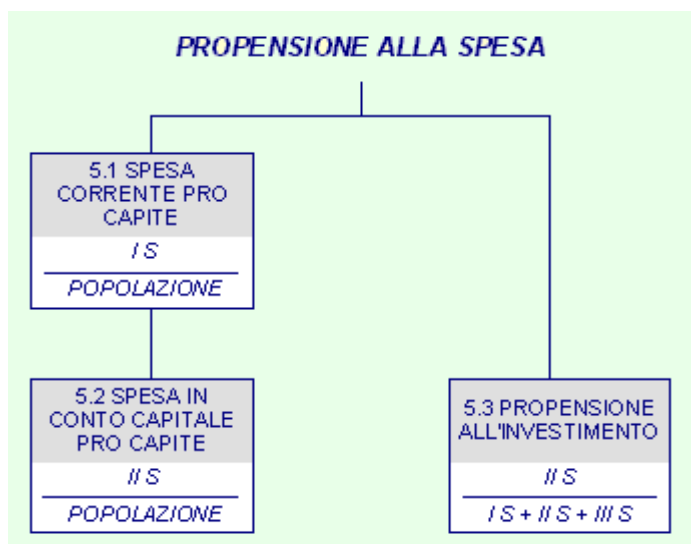 PROPENSIONE ALLA SPESA
5.1 SPESA
CORRENTE PRO
CAPITE
I S
POPOLAZIONE
5.2 SPESA IN
CONTO CAPITALE
PRO CAPITE
II S
POPOLAZIONE
5.3 PROPENSIONE
ALL'INVESTIMENTO
II S
I S + II S + III S